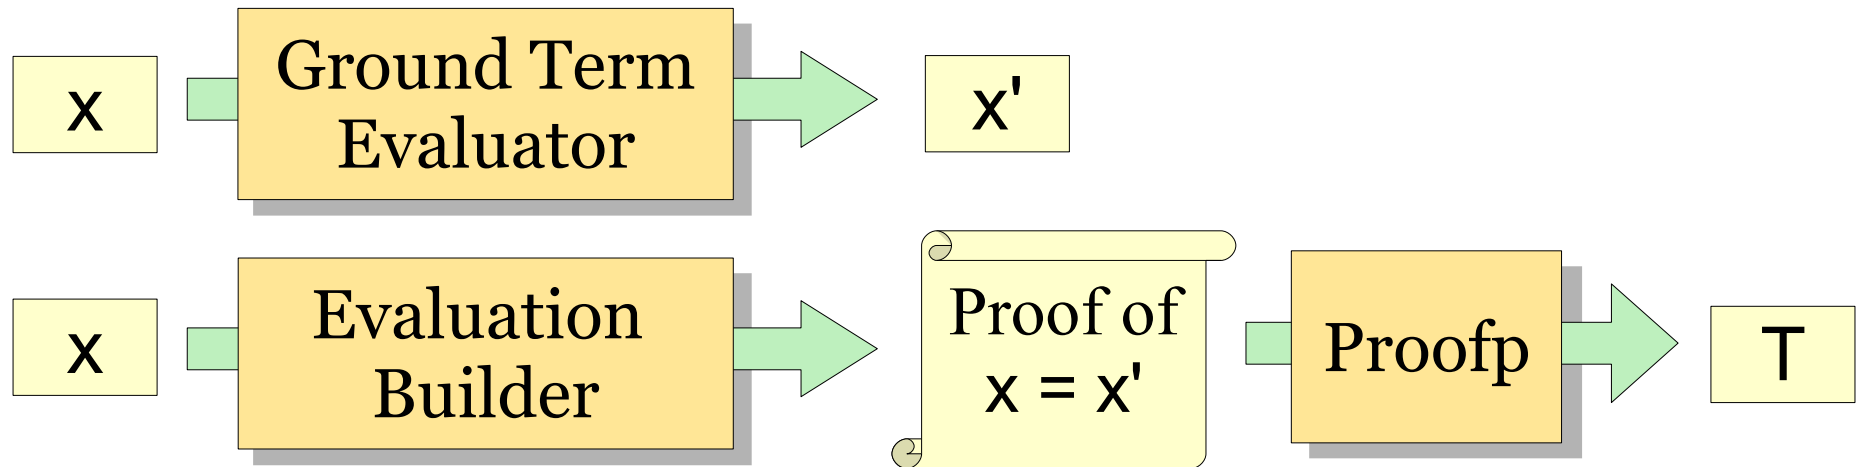 x
Ground Term
Evaluator
x'
x
Evaluation
Builder
Proof of
x = x'
Proofp
T